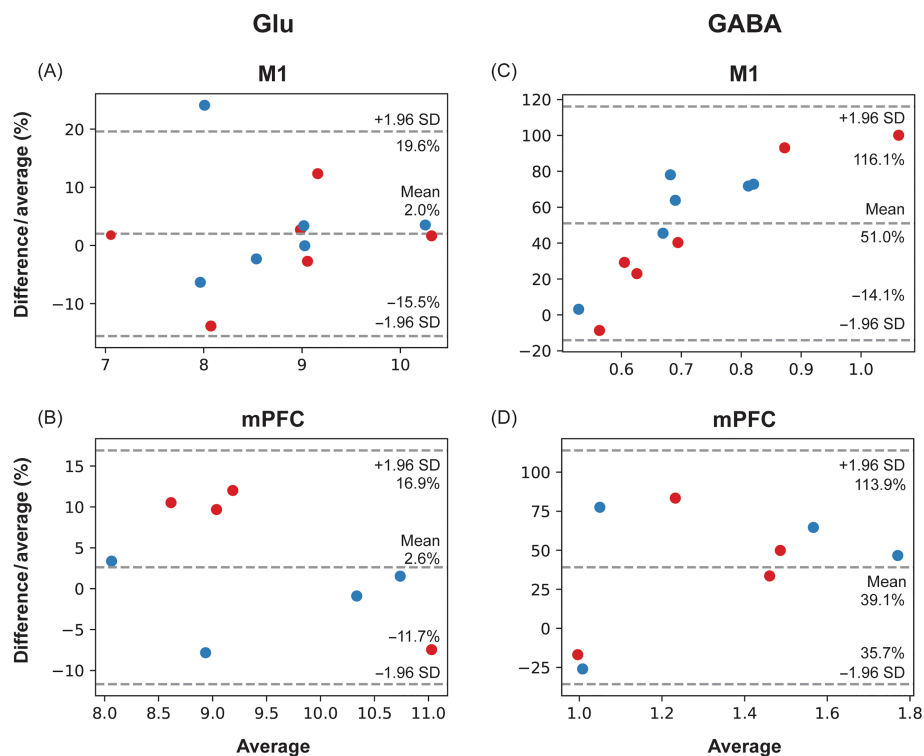 Glu
GABA
(A)
M1
Difference/average (%)
20
10
0
−10
+1.96 SD
19.6%
Mean
2.0%
−15.5%
−1.96 SD
7
8
9
10
(C)
M1
120
100
80
60
40
20
0
−20
+1.96 SD
116.1%
Mean
51.0%
−14.1%
−1.96 SD
0.6
0.7
0.8
0.9
1.0
(B)
mPFC
Difference/average (%)
15
10
5
0
−5
−10
+1.96 SD
16.9%
Mean
2.6%
−11.7%
−1.96 SD
8.0
8.5
9.0
9.5
10.0
10.5
11.0
Average
(D)
mPFC
100
75
50
25
0
−25
+1.96 SD
113.9%
Mean
39.1%
35.7%
−1.96 SD
1.0
1.2
1.4
1.6
1.8
Average